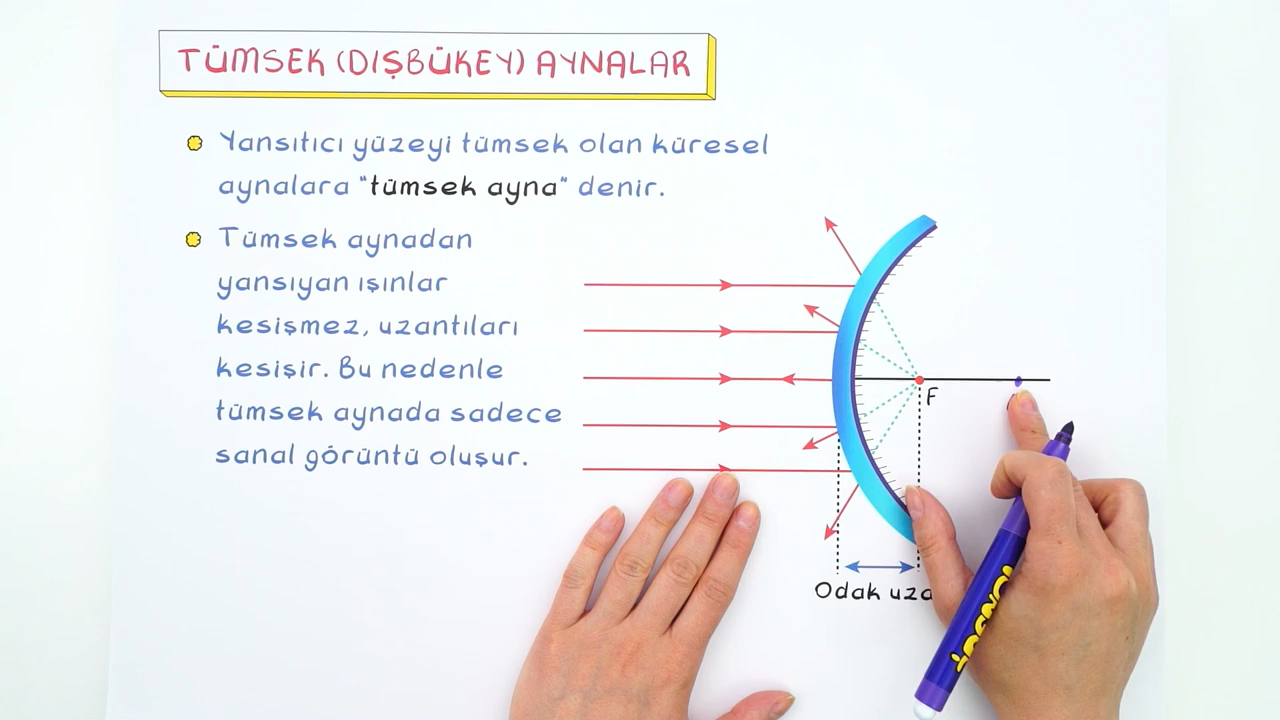 TÜMSEK (DIŞBÜKEY) AYNALAR
Yansıtıcı yüzeyi tümsek olan küresel
aynalara "tümsek ayna" denir.
Tümsek aynadan
yansıyan ışınlar
kesişmez, uzantıları
kesişir. Bu nedenle
tümsek aynada sadece
sanal görüntü oluşur.
F
Odak